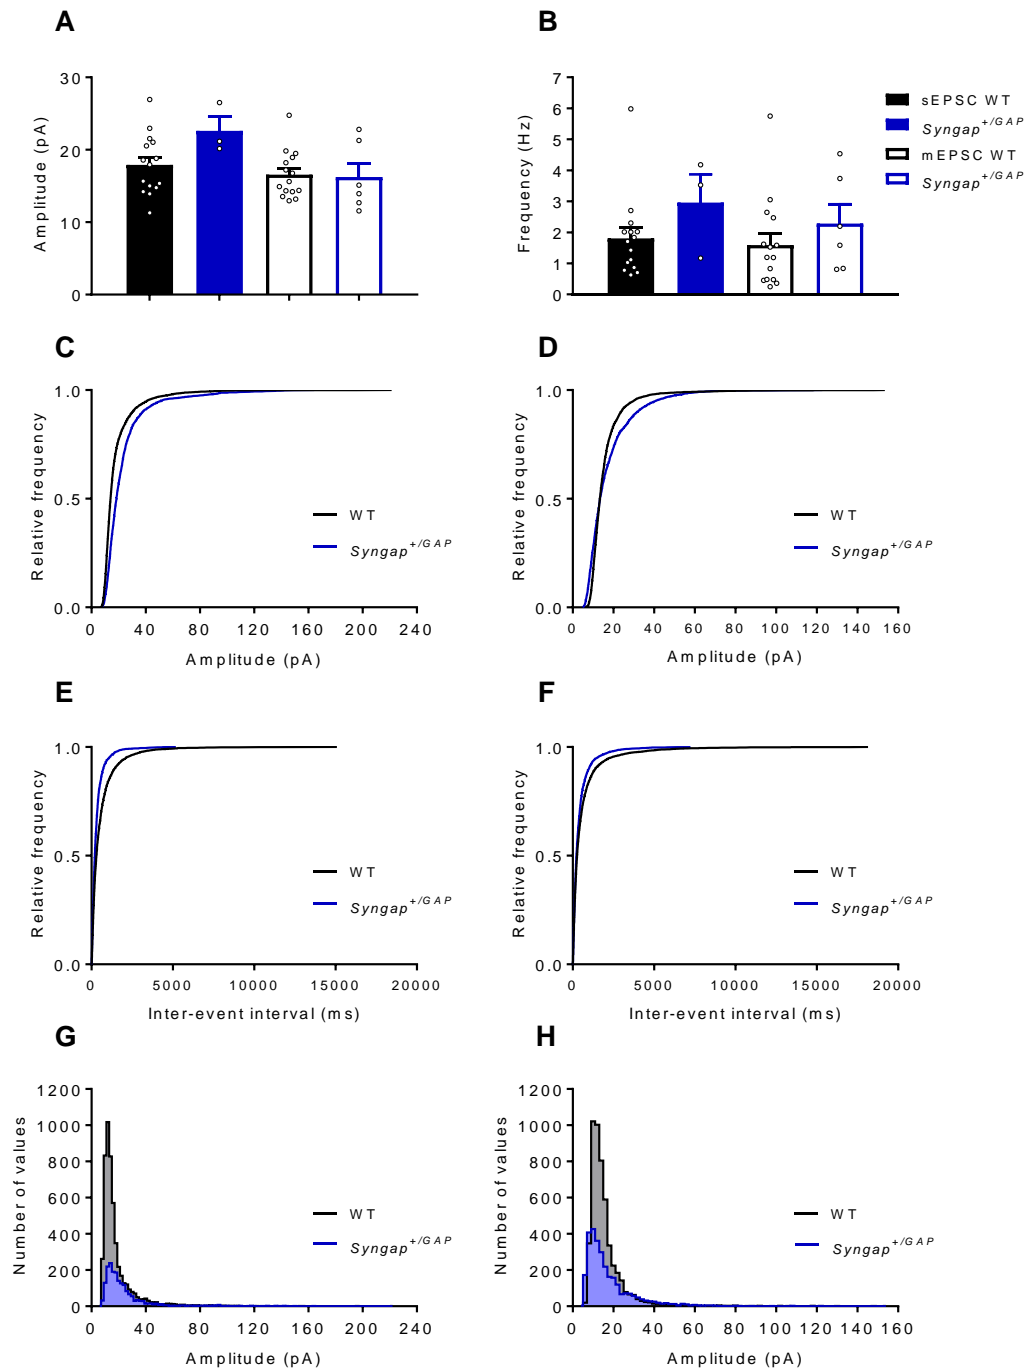 A
B
30
20
10
0
Amplitude (pA)
7
6
5
4
3
2
1
0
Frequency (Hz)
sEPSC WT
Syngap+/GAP
mEPSC WT
Syngap+/GAP
C
D
1.0
0.5
0.0
Relative frequency
WT
Syngap+/GAP
0 40 80 120 160 200 240
Amplitude (pA)
1.0
0.5
0.0
Relative frequency
WT
Syngap+/GAP
0 20 40 60 80 100 120 140 160
Amplitude (pA)
E
F
1.0
0.5
0.0
Relative frequency
WT
Syngap+/GAP
0 5000 10000 15000 20000
Inter-event interval (ms)
1.0
0.5
0.0
Relative frequency
WT
Syngap+/GAP
0 5000 10000 15000 20000
Inter-event interval (ms)
G
H
1200
1000
800
600
400
200
0
Number of values
WT
Syngap+/GAP
0 40 80 120 160 200 240
Amplitude (pA)
1200
1000
800
600
400
200
0
Number of values
WT
Syngap+/GAP
0 20 40 60 80 100 120 140 160
Amplitude (pA)